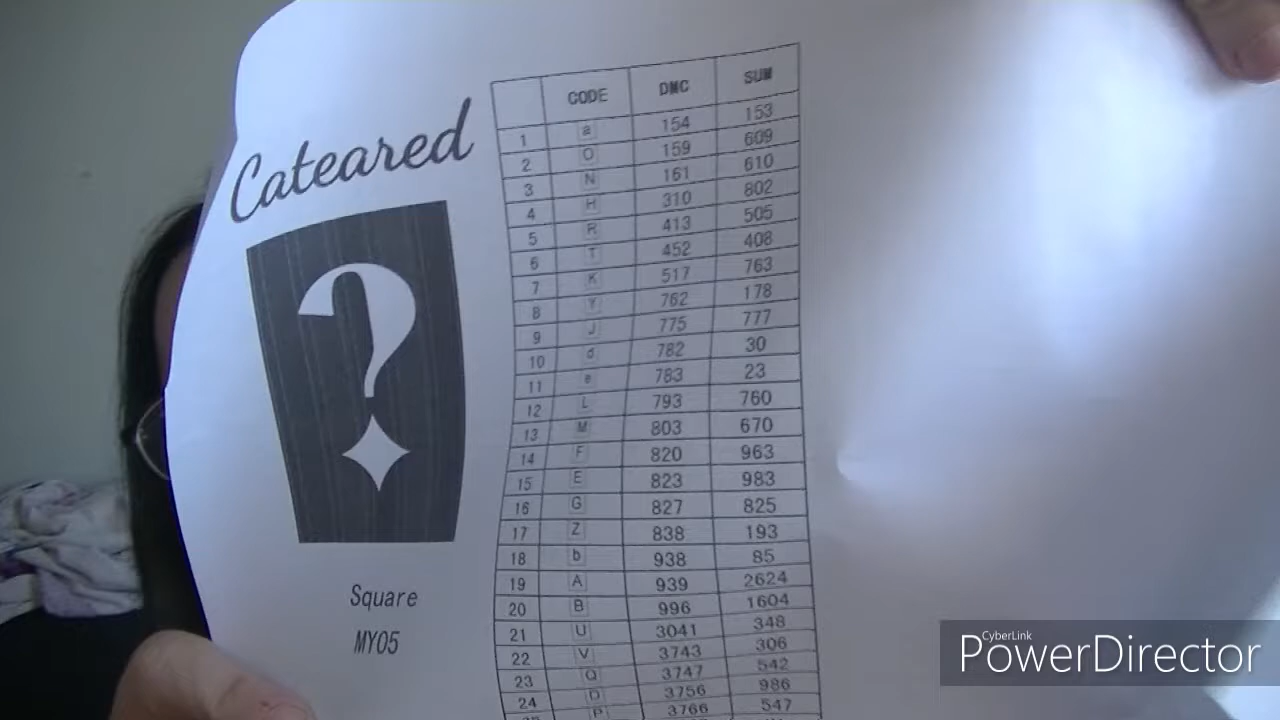 Cateared
Square
MY05
CODE DMC SUM
1 a 154 153
2 O 159 609
3 N 161 610
4 H 310 802
5 R 413 505
6 T 452 408
7 K 517 763
8 Y 762 178
9 J 775 777
10 d 782 30
11 e 783 23
12 L 793 760
13 M 803 670
14 F 820 963
15 E 823 983
16 G 827 825
17 Z 838 193
18 b 938 85
19 A 939 2624
20 B 996 1604
21 U 3041 348
22 V 3743 306
23 Q 3747 542
24 D 3756 986
P 3766 547
CyberLink
PowerDirector